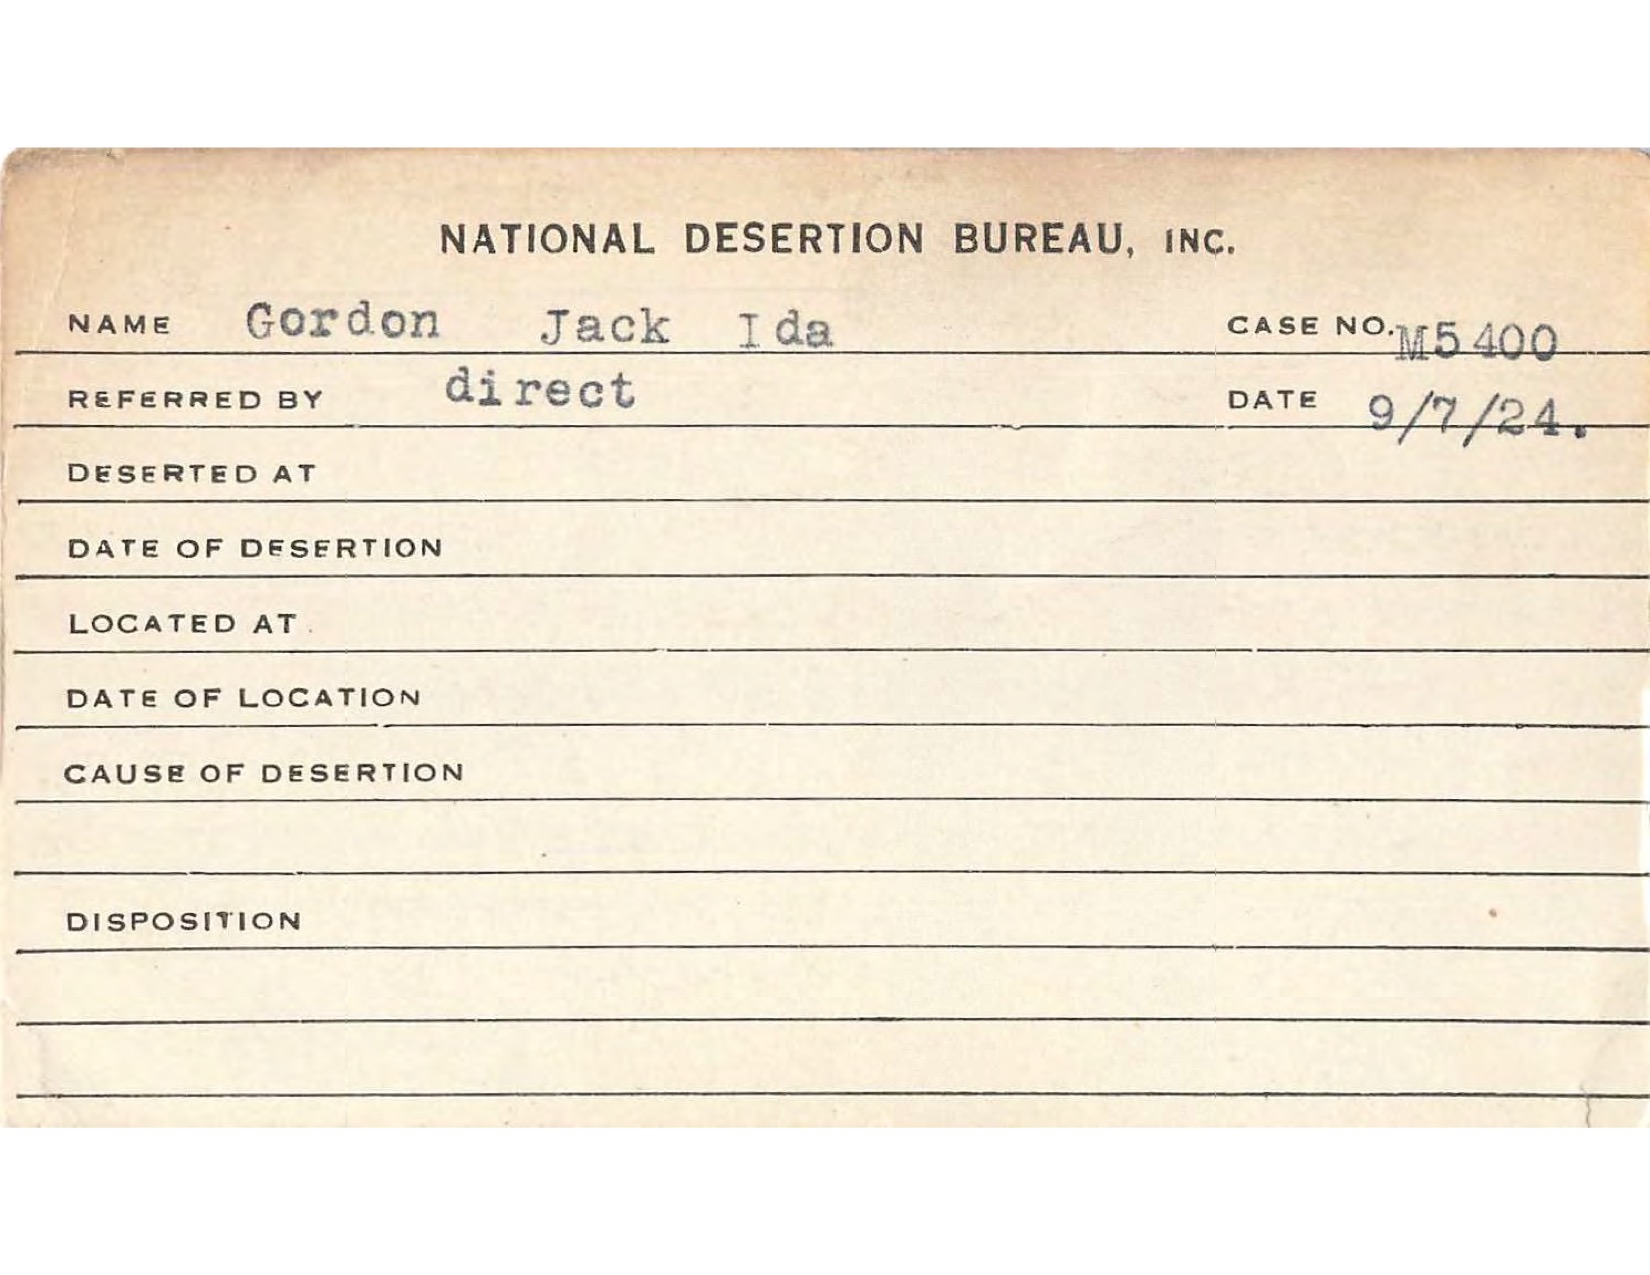 NATIONAL DESERTION BUREAU, INC.
NAME Gordon Jack Ida CASE NO. M5400
REFERRED BY direct DATE 9/7/24.
DESERTED AT
DATE OF DESERTION
LOCATED AT
DATE OF LOCATION
CAUSE OF DESERTION
DISPOSITION